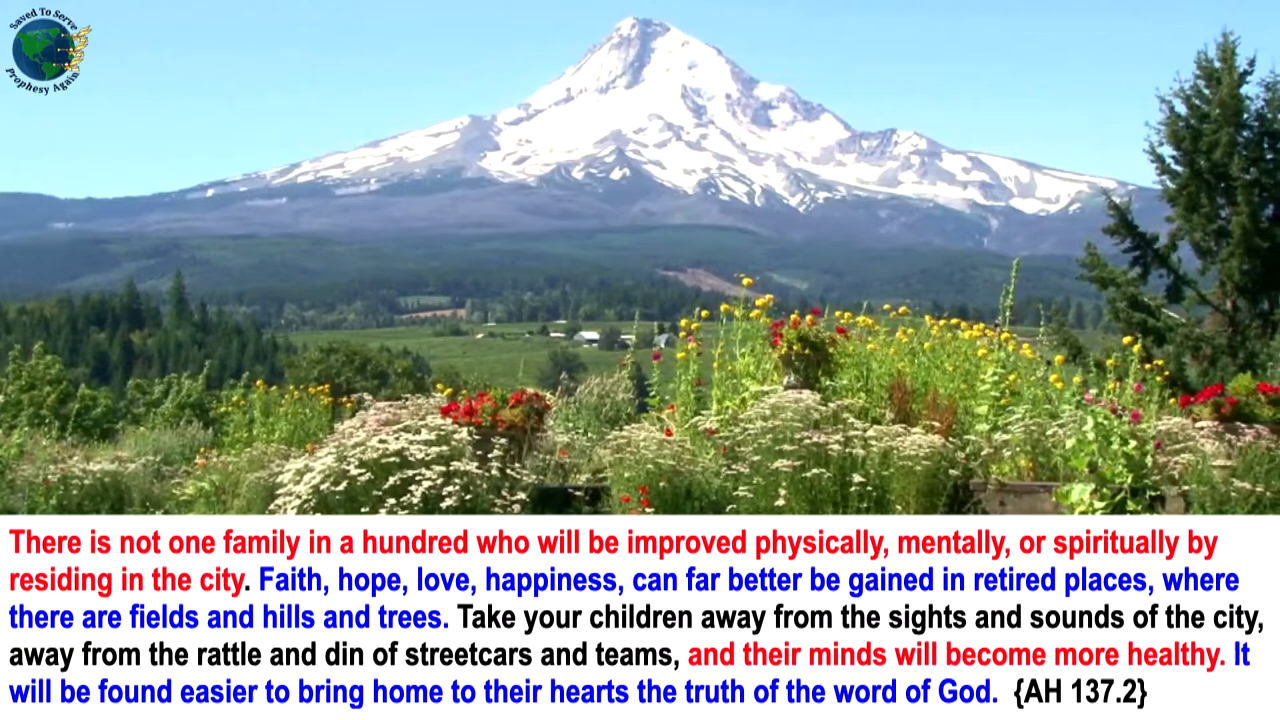 Saved To Serve
Prophesy Again
There is not one family in a hundred who will be improved physically, mentally, or spiritually by
residing in the city. Faith, hope, love, happiness, can far better be gained in retired places, where
there are fields and hills and trees. Take your children away from the sights and sounds of the city,
away from the rattle and din of streetcars and teams, and their minds will become more healthy. It
will be found easier to bring home to their hearts the truth of the word of God. {AH 137.2}